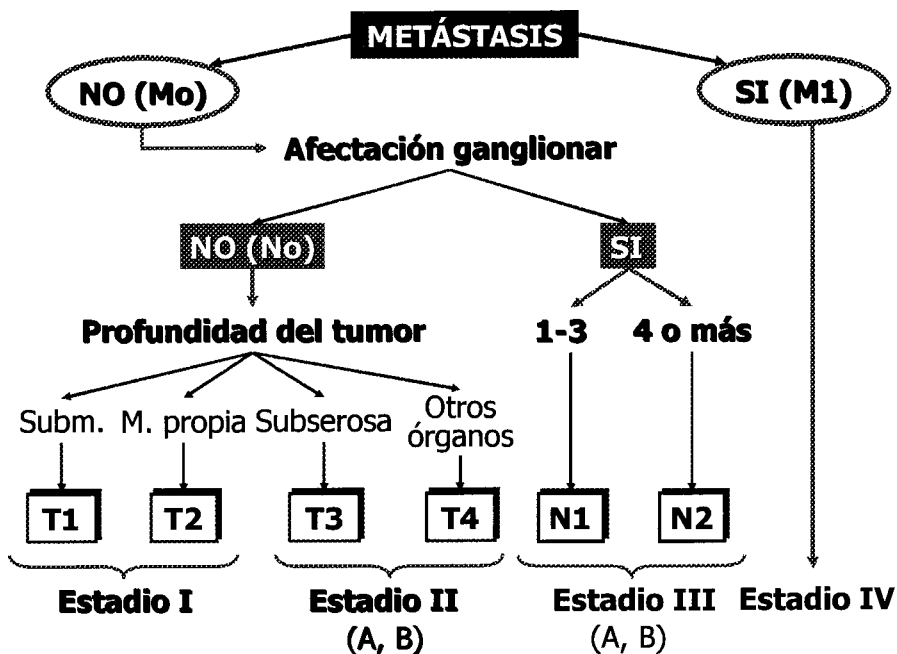 METÁSTASIS
NO (Mo)
SI (M1)
Afectación ganglionar
NO (No)
SI
Profundidad del tumor
1-3
4 o más
Subm.
M. propia
Subserosa
Otros
órganos
T1
T2
T3
T4
N1
N2
Estadio I
Estadio II
(A, B)
Estadio III
(A, B)
Estadio IV